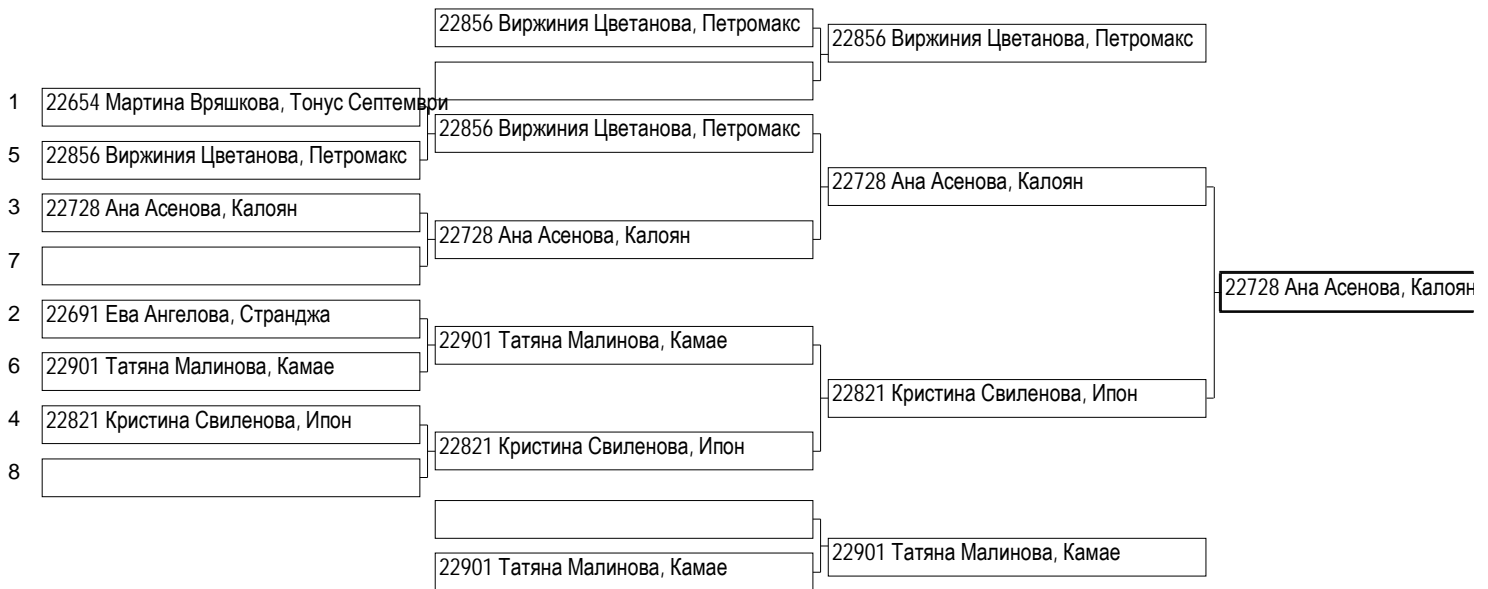 22856 Виржиния Цветанова, Петромакс
22856 Виржиния Цветанова, Петромакс
1 22654 Мартина Вряшкова, Тонус Септември
22856 Виржиния Цветанова, Петромакс
5 22856 Виржиния Цветанова, Петромакс
22728 Ана Асенова, Калоян
3 22728 Ана Асенова, Калоян
22728 Ана Асенова, Калоян
7
22728 Ана Асенова, Калоян
2 22691 Ева Ангелова, Странджа
22901 Татяна Малинова, Камае
6 22901 Татяна Малинова, Камае
22821 Кристина Свиленова, Ипон
4 22821 Кристина Свиленова, Ипон
22821 Кристина Свиленова, Ипон
8
22901 Татяна Малинова, Камае
22901 Татяна Малинова, Камае